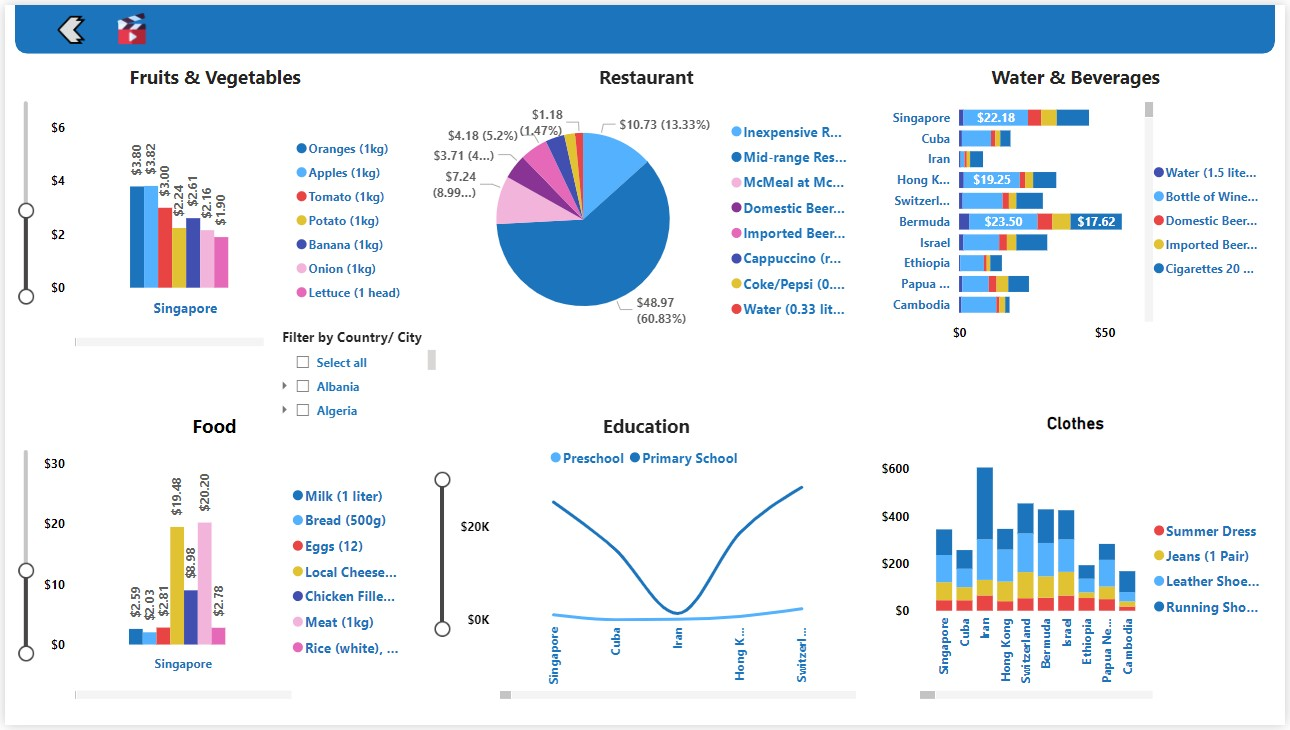 Fruits & Vegetables
$6
$4
$2
$0
$3.80
$3.82
$3.00
$2.24
$2.61
$2.16
$1.90
Singapore
Oranges (1kg)
Apples (1kg)
Tomato (1kg)
Potato (1kg)
Banana (1kg)
Onion (1kg)
Lettuce (1 head)
Restaurant
$1.18
(1.47%)
$10.73 (13.33%)
$4.18 (5.2%)
$3.71 (4...)
$7.24
(8.99...)
$48.97
(60.83%)
Inexpensive R...
Mid-range Res...
McMeal at Mc...
Domestic Beer...
Imported Beer...
Cappuccino (r...
Coke/Pepsi (0....
Water (0.33 lit...
Water & Beverages
Singapore
$22.18
Cuba
Iran
Hong K...
$19.25
Switzerl...
Bermuda
$23.50
$17.62
Israel
Ethiopia
Papua ...
Cambodia
$0
$50
Water (1.5 lite...
Bottle of Wine...
Domestic Beer...
Imported Beer...
Cigarettes 20 ...
Filter by Country/ City
Select all
Albania
Algeria
Food
$30
$20
$10
$0
$2.59
$2.03
$2.81
$19.48
$8.98
$20.20
$2.78
Singapore
Milk (1 liter)
Bread (500g)
Eggs (12)
Local Cheese...
Chicken Fille...
Meat (1kg)
Rice (white), ...
Education
Preschool
Primary School
$20K
$0K
Singapore
Cuba
Iran
Hong K...
Switzerl...
Clothes
$600
$400
$200
$0
Singapore
Cuba
Iran
Hong Kong
Switzerland
Bermuda
Israel
Ethiopia
Papua Ne...
Cambodia
Summer Dress
Jeans (1 Pair)
Leather Shoe...
Running Sho...